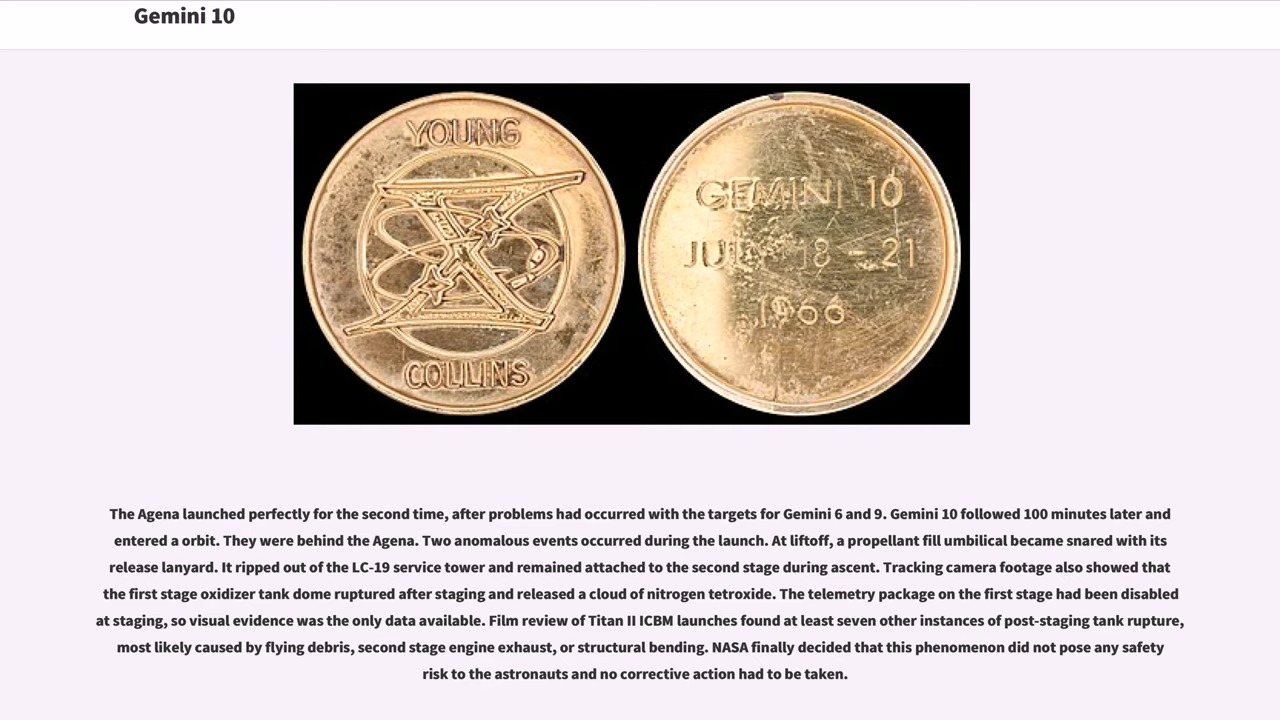 Gemini 10
YOUNG
COLLINS
GEMINI 10
JULY 18 - 21
1966
The Agena launched perfectly for the second time, after problems had occurred with the targets for Gemini 6 and 9. Gemini 10 followed 100 minutes later and
entered a orbit. They were behind the Agena. Two anomalous events occurred during the launch. At liftoff, a propellant fill umbilical became snared with its
release lanyard. It ripped out of the LC-19 service tower and remained attached to the second stage during ascent. Tracking camera footage also showed that
the first stage oxidizer tank dome ruptured after staging and released a cloud of nitrogen tetroxide. The telemetry package on the first stage had been disabled
at staging, so visual evidence was the only data available. Film review of Titan II ICBM launches found at least seven other instances of post-staging tank rupture,
most likely caused by flying debris, second stage engine exhaust, or structural bending. NASA finally decided that this phenomenon did not pose any safety
risk to the astronauts and no corrective action had to be taken.